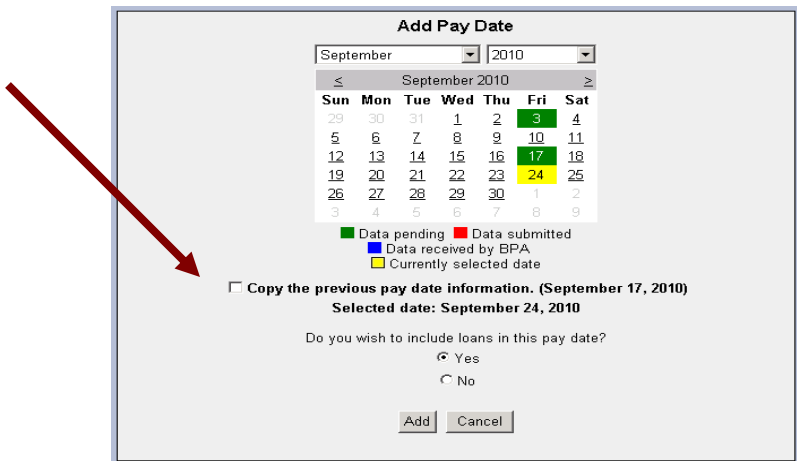 Add Pay Date
September 2010
< September 2010 >
Sun Mon Tue Wed Thu Fri Sat
29 30 31 1 2 3 4
5 6 7 8 9 10 11
12 13 14 15 16 17 18
19 20 21 22 23 24 25
26 27 28 29 30 1 2
3 4 5 6 7 8 9
Data pending Data submitted
Data received by BPA
Currently selected date
Copy the previous pay date information. (September 17, 2010)
Selected date: September 24, 2010
Do you wish to include loans in this pay date?
Yes
No
Add Cancel